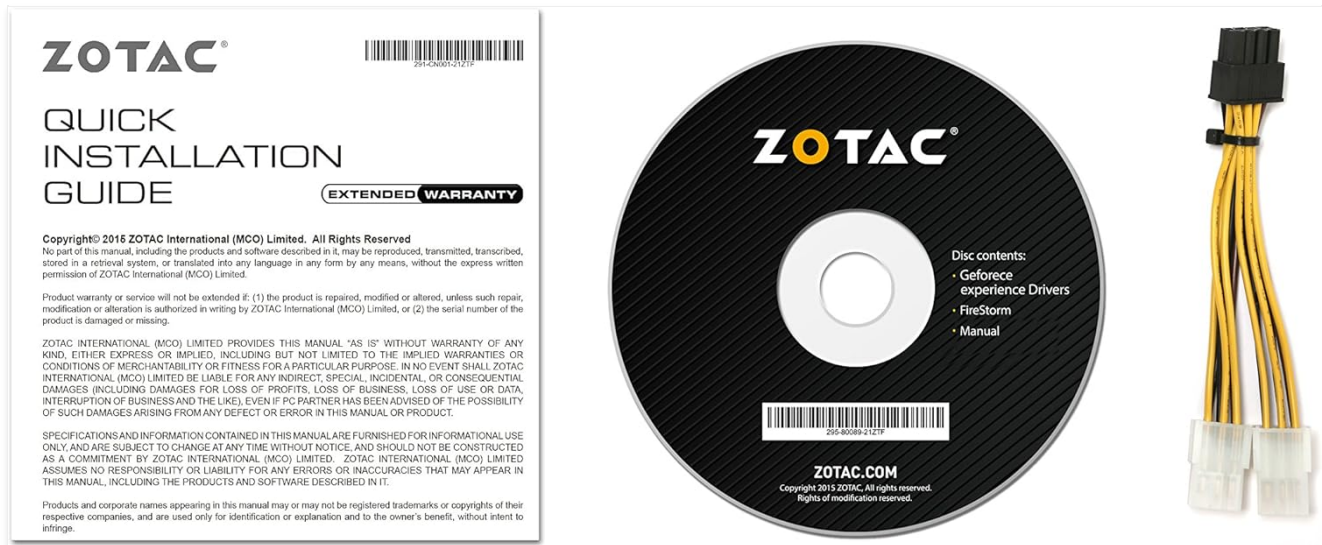 ZOTAC®
291-CN001-21ZTF
QUICK
INSTALLATION
GUIDE
EXTENDED WARRANTY
Copyright© 2015 ZOTAC International (MCO) Limited. All Rights Reserved
No part of this manual, including the products and software described in it, may be reproduced, transmitted, transcribed,
stored in a retrieval system, or translated into any language in any form by any means, without the express written
permission of ZOTAC International (MCO) Limited.
Product warranty or service will not be extended if: (1) the product is repaired, modified or altered, unless such repair,
modification or alteration is authorized in writing by ZOTAC International (MCO) Limited, or (2) the serial number of the
product is damaged or missing.
ZOTAC INTERNATIONAL (MCO) LIMITED PROVIDES THIS MANUAL "AS IS" WITHOUT WARRANTY OF ANY
KIND, EITHER EXPRESS OR IMPLIED, INCLUDING BUT NOT LIMITED TO THE IMPLIED WARRANTIES OR
CONDITIONS OF MERCHANTABILITY OR FITNESS FOR A PARTICULAR PURPOSE. IN NO EVENT SHALL ZOTAC
INTERNATIONAL (MCO) LIMITED BE LIABLE FOR ANY INDIRECT, SPECIAL, INCIDENTAL, OR CONSEQUENTIAL
DAMAGES (INCLUDING DAMAGES FOR LOSS OF PROFITS, LOSS OF BUSINESS, LOSS OF USE OR DATA,
INTERRUPTION OF BUSINESS AND THE LIKE), EVEN IF PC PARTNER HAS BEEN ADVISED OF THE POSSIBILITY
OF SUCH DAMAGES ARISING FROM ANY DEFECT OR ERROR IN THIS MANUAL OR PRODUCT.
SPECIFICATIONS AND INFORMATION CONTAINED IN THIS MANUAL ARE FURNISHED FOR INFORMATIONAL USE
ONLY, AND ARE SUBJECT TO CHANGE AT ANY TIME WITHOUT NOTICE, AND SHOULD NOT BE CONSTRUCTED
AS A COMMITMENT BY ZOTAC INTERNATIONAL (MCO) LIMITED. ZOTAC INTERNATIONAL (MCO) LIMITED
ASSUMES NO RESPONSIBILITY OR LIABILITY FOR ANY ERRORS OR INACCURACIES THAT MAY APPEAR IN
THIS MANUAL, INCLUDING THE PRODUCTS AND SOFTWARE DESCRIBED IN IT.
Products and corporate names appearing in this manual may or may not be registered trademarks or copyrights of their
respective companies, and are used only for identification or explanation and to the owner's benefit, without intent to
infringe.
ZOTAC®
Disc contents:
· Geforece
experience Drivers
· FireStorm
· Manual
295-80089-21ZTF
ZOTAC.COM
Copyright 2015 ZOTAC, All rights reserved.
Rights of modification reserved.